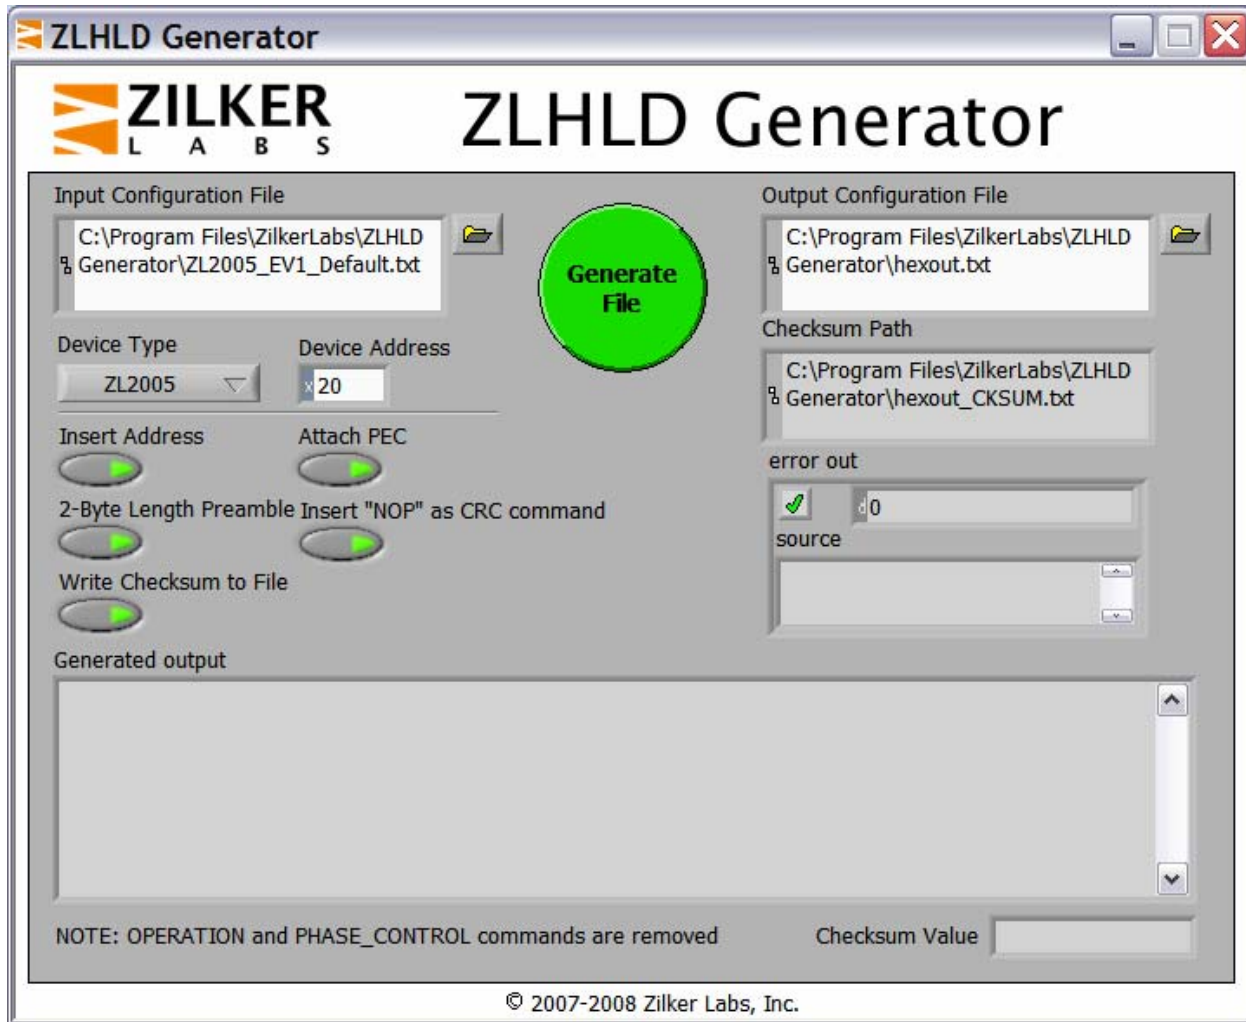 ZLHLD Generator
ZILKER
LABS
ZLHLD Generator
Input Configuration File
C:\Program Files\ZilkerLabs\ZLHLD
Generator\ZL2005_EV1_Default.txt
Generate
File
Output Configuration File
C:\Program Files\ZilkerLabs\ZLHLD
Generator\hexout.txt
Device Type
ZL2005
Device Address
x 20
Checksum Path
C:\Program Files\ZilkerLabs\ZLHLD
Generator\hexout_CKSUM.txt
Insert Address
Attach PEC
2-Byte Length Preamble
Insert "NOP" as CRC command
Write Checksum to File
error out
d 0
source
Generated output
NOTE: OPERATION and PHASE_CONTROL commands are removed
Checksum Value
© 2007-2008 Zilker Labs, Inc.